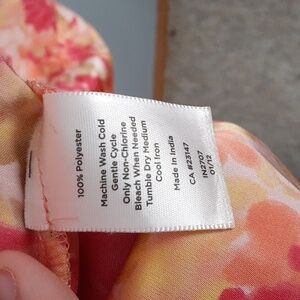 100% Polyester
Machine Wash Cold
Gentle Cycle
Only Non-Chlorine
Bleach When Needed
Tumble Dry Medium
Cool Iron
Made In India
CA #23147
IN2707
01/12